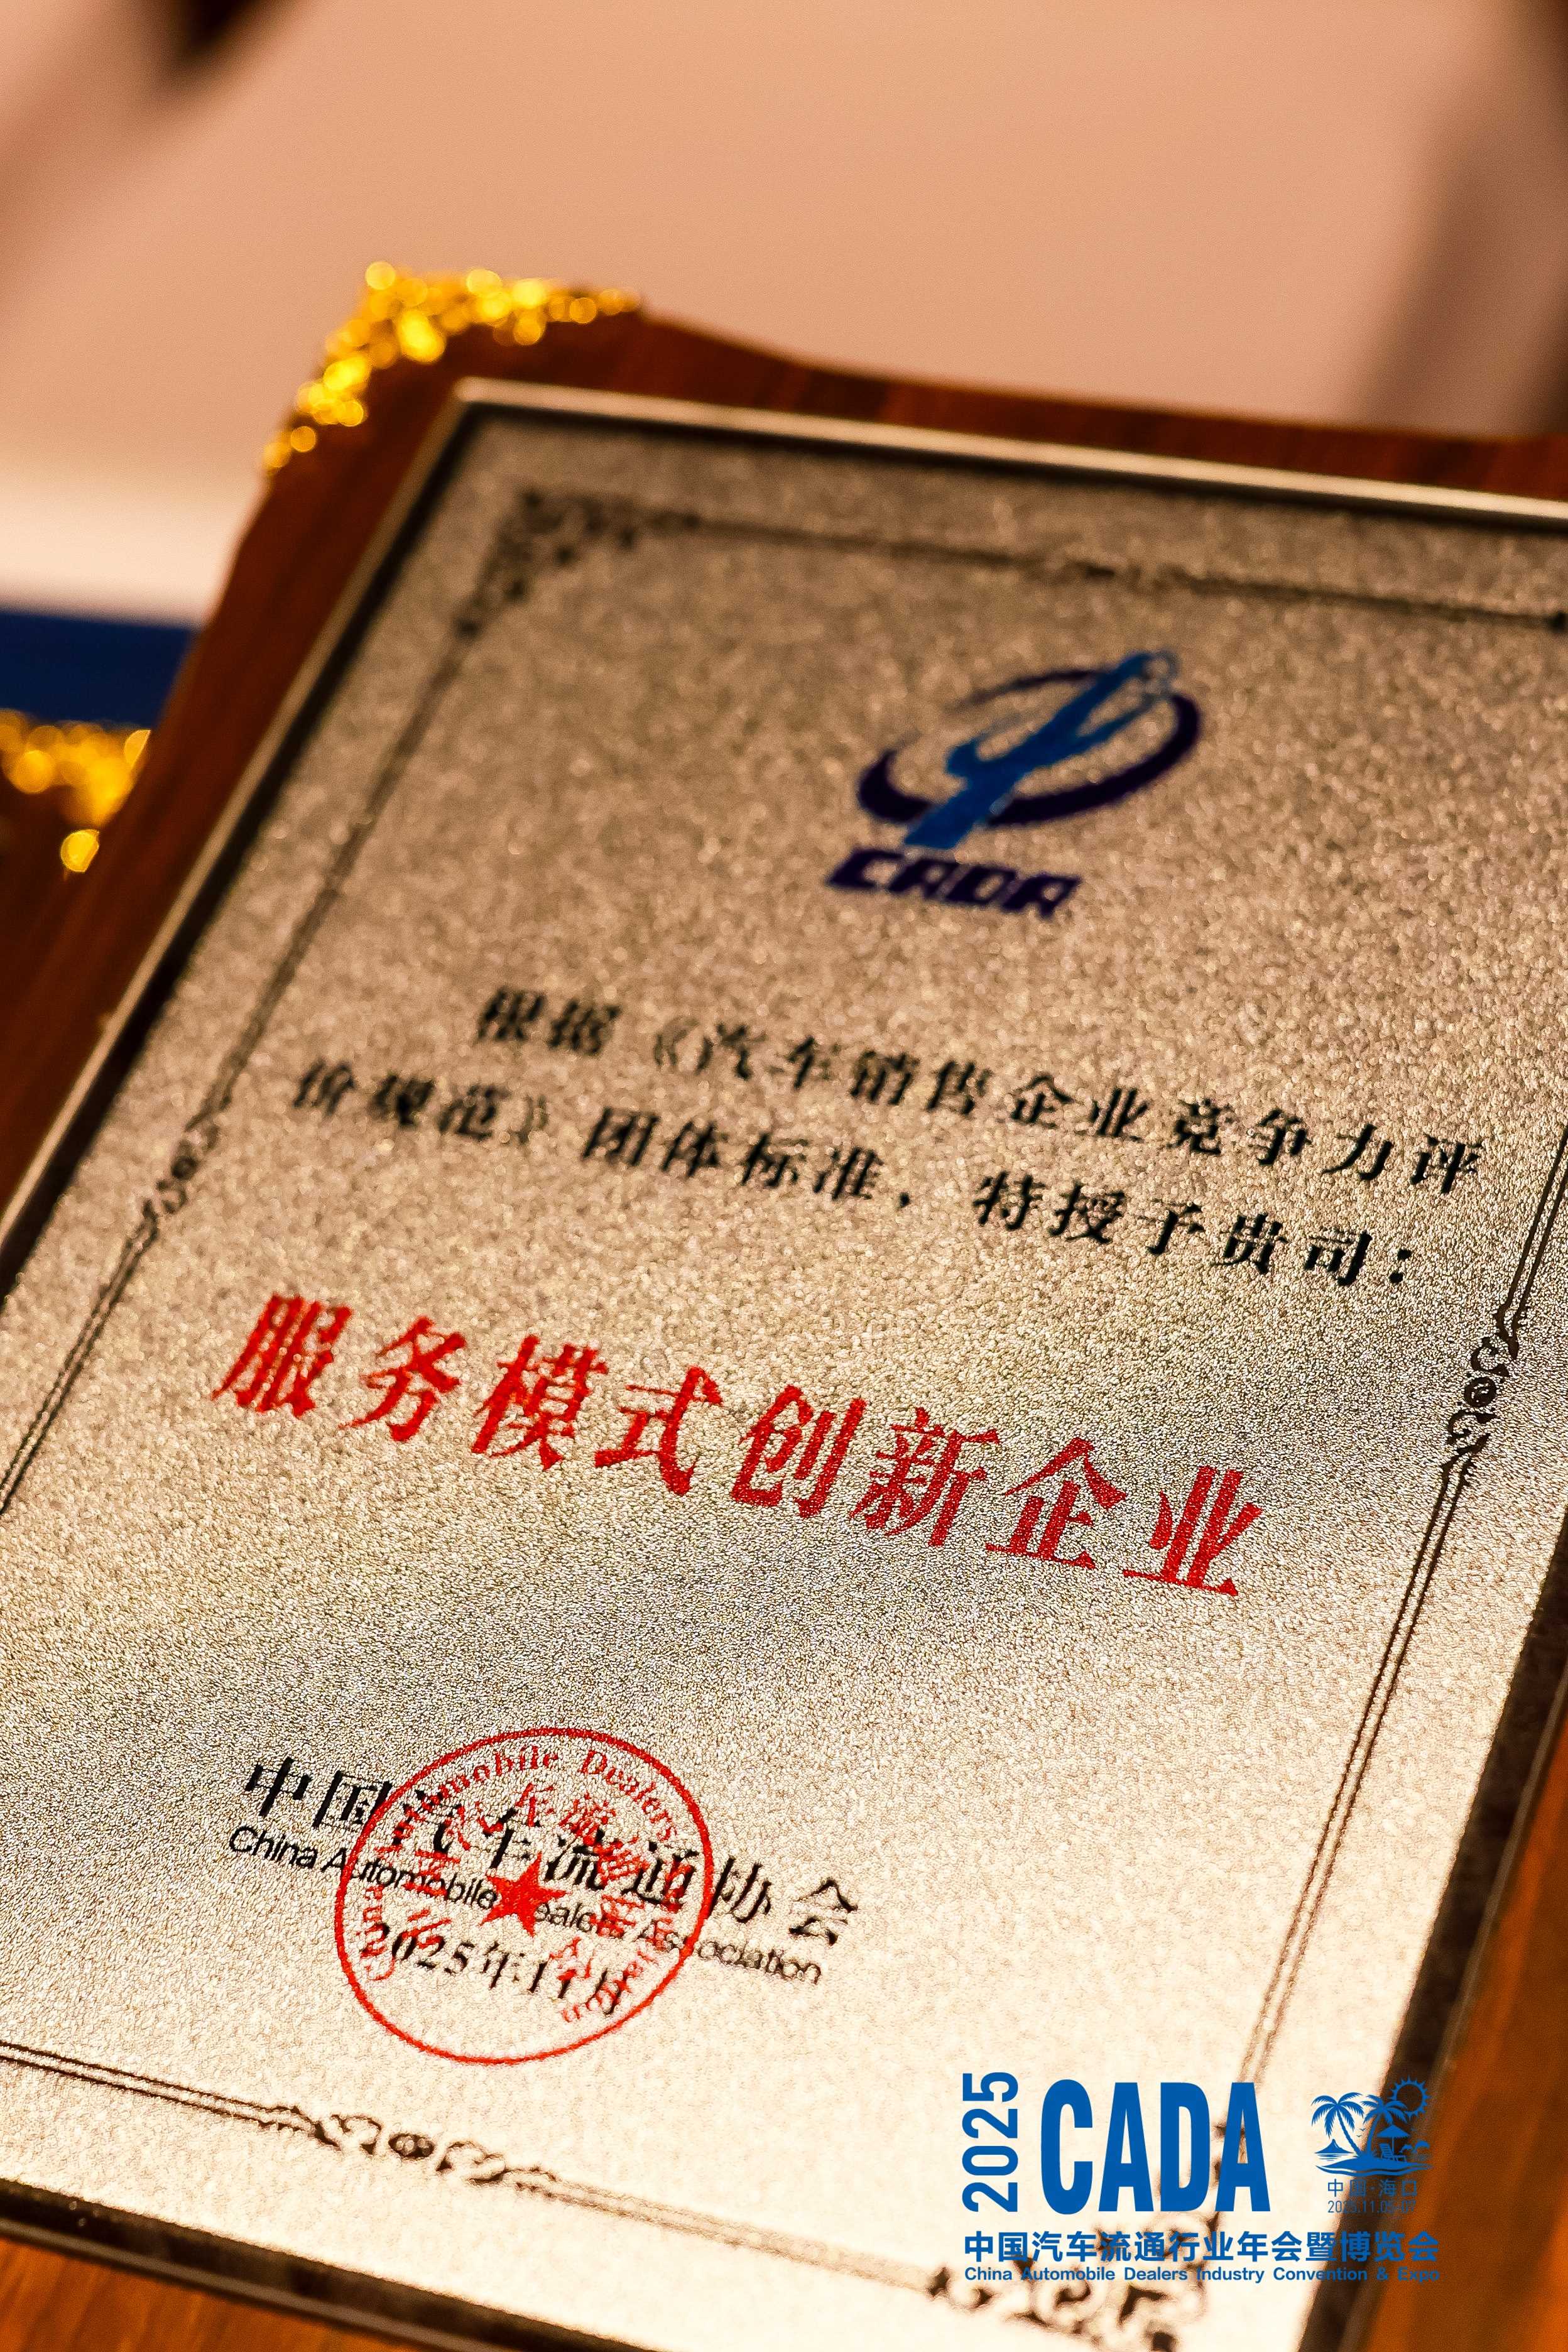 CADA
根据《汽车销售企业竞争力评
价规范》团体标准，特授予贵司：
服务模式创新企业
中国汽车流通协会
China Automobile Dealers Association
2025年11月
2025 CADA
中国·海口
中国汽车流通行业年会暨博览会
China Automobile Dealers Industry Convention & Expo